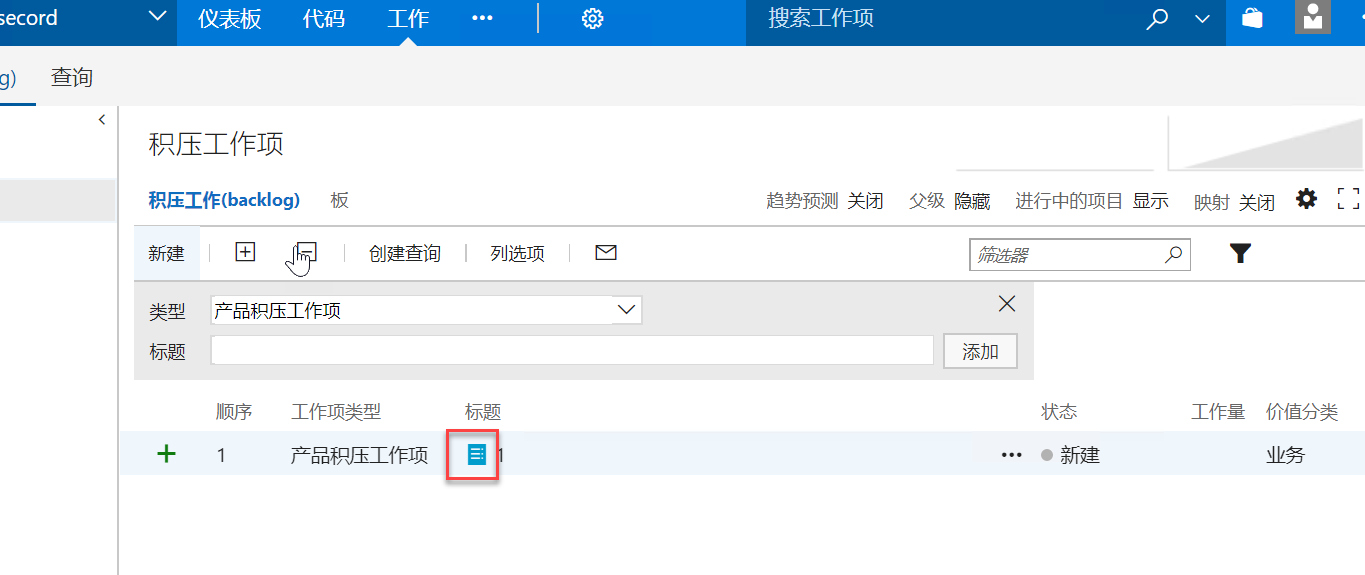 secord 仪表板 代码 工作 ••• 搜索工作项
g) 查询
积压工作项
积压工作(backlog) 板 趋势预测 关闭 父级 隐藏 进行中的项目 显示 映射 关闭
新建 创建查询 列选项 筛选器
类型 产品积压工作项
标题 添加
顺序 工作项类型 标题 状态 工作量 价值分类
1 产品积压工作项 1 ••• 新建 业务